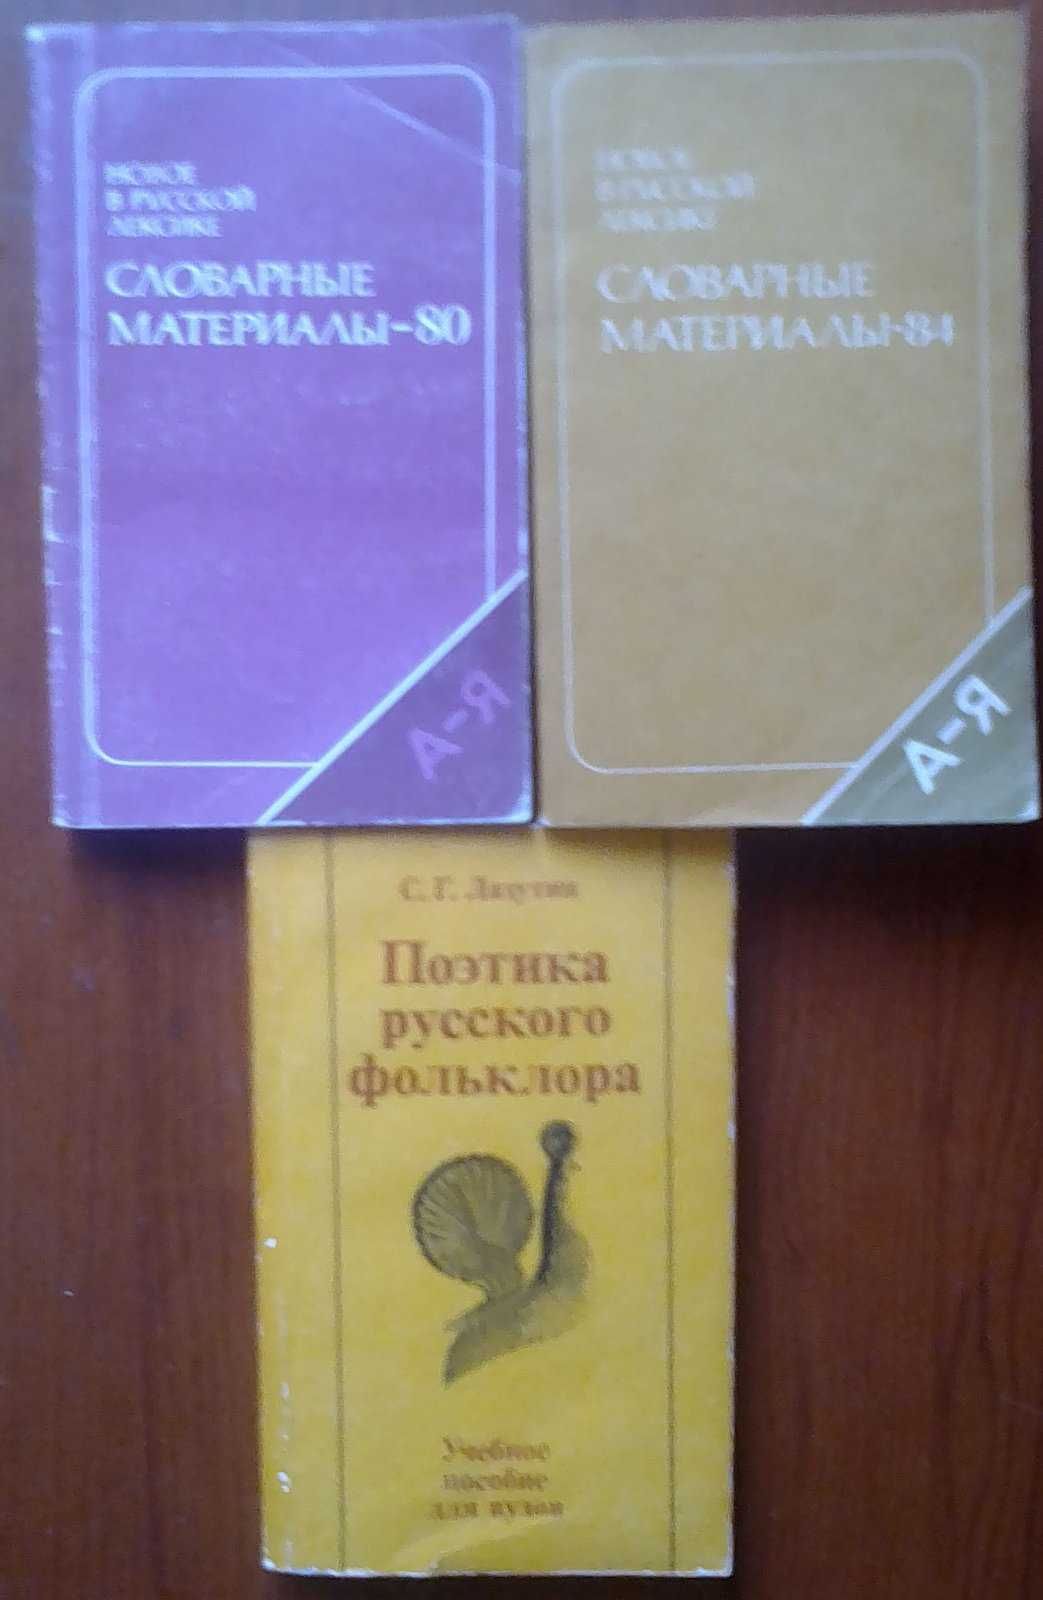 НОВОЕ
В РУССКОЙ
ЛЕКСИКЕ
СЛОВАРНЫЕ
МАТЕРИАЛЫ-80
А-Я
НОВОЕ
В РУССКОЙ
ЛЕКСИКЕ
СЛОВАРНЫЕ
МАТЕРИАЛЫ-84
А-Я
С. Г. Лазутин
Поэтика
русского
фольклора
Учебное
пособие
для вузов